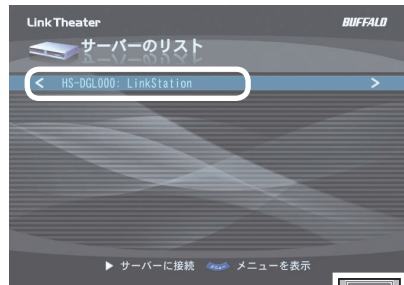 LinkTheater BUFFALO
サーバーのリスト
< HS-DGL000: LinkStation >
▶ サーバーに接続 メニューを表示